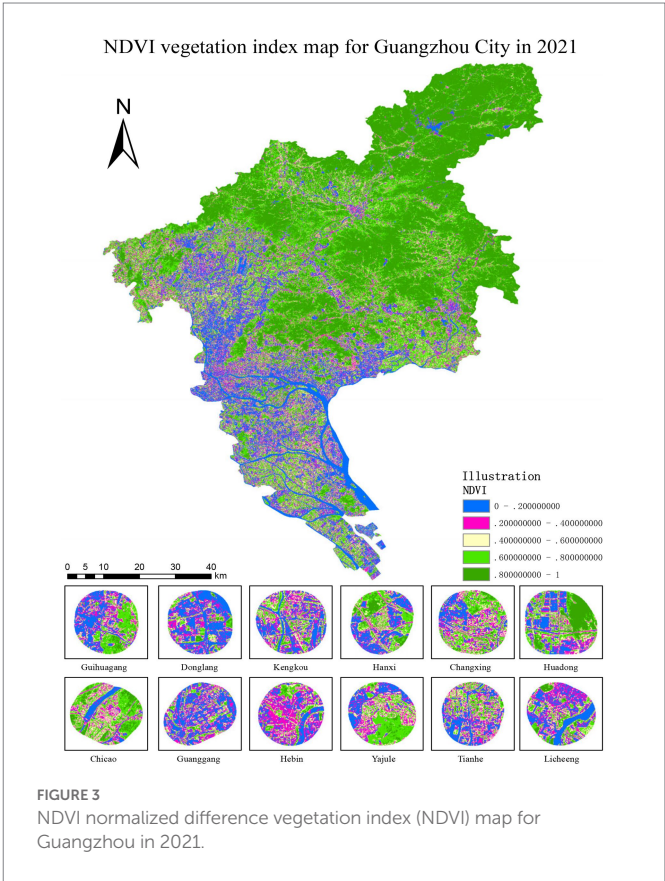 NDVI vegetation index map for Guangzhou City in 2021
N
Illustration
NDVI
0 - .200000000
.200000000 - .400000000
.400000000 - .600000000
.600000000 - .800000000
.800000000 - 1
0 5 10 20 30 40
km
Guihuagang Donglang Kengkou Hanxi Changxing Huadong
Chicao Guanggang Hebin Yajule Tianhe Licheeng
FIGURE 3
NDVI normalized difference vegetation index (NDVI) map for
Guangzhou in 2021.